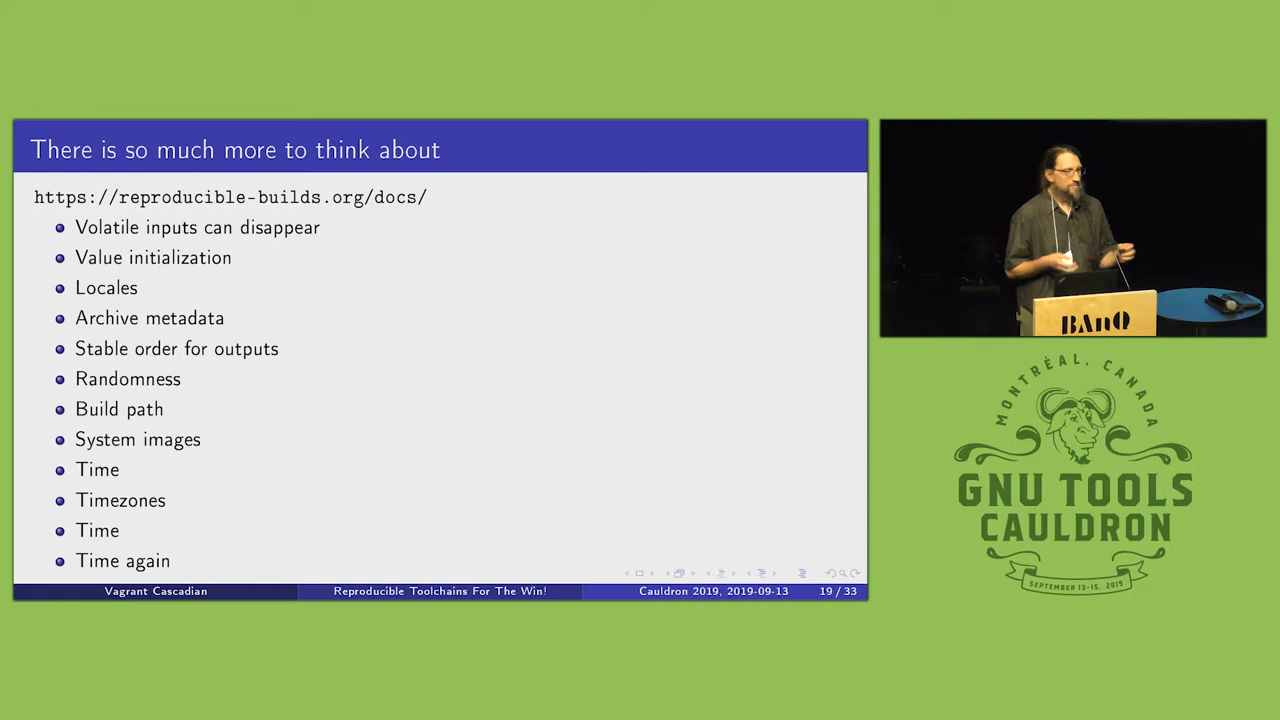 There is so much more to think about
https://reproducible-builds.org/docs/
Volatile inputs can disappear
Value initialization
Locales
Archive metadata
Stable order for outputs
Randomness
Build path
System images
Time
Timezones
Time
Time again
Vagrant Cascadian
Reproducible Toolchains For The Win!
Cauldron 2019, 2019-09-13
19 / 33
BAnQ
MONTRÉAL, CANADA
GNU TOOLS
CAULDRON
SEPTEMBER 13-15, 2019